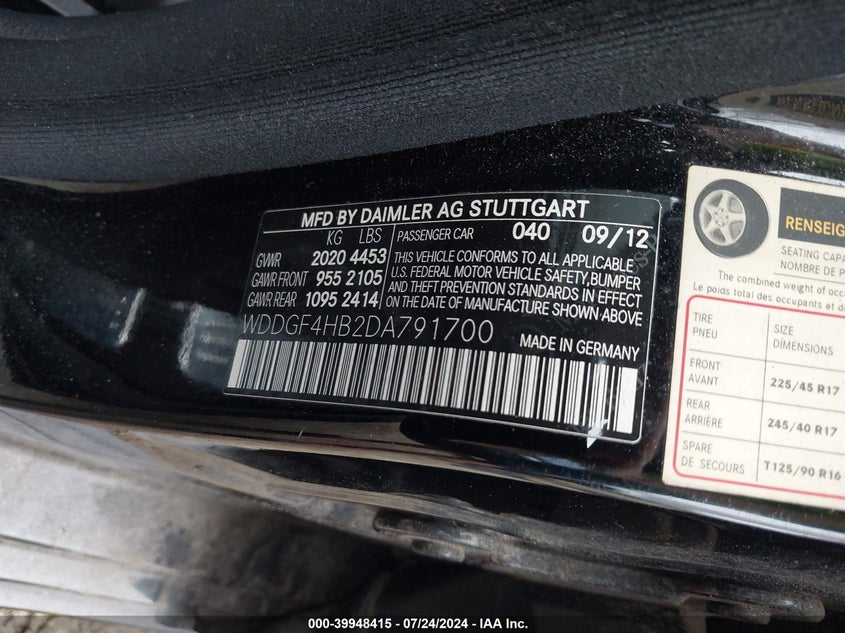 MFD BY DAIMLER AG STUTTGART
KG LBS PASSENGER CAR 040 09/12
GVWR 2020 4453
GAWR FRONT 955 2105
GAWR REAR 1095 2414
THIS VEHICLE CONFORMS TO ALL APPLICABLE
U.S. FEDERAL MOTOR VEHICLE SAFETY, BUMPER
AND THEFT PREVENTION STANDARDS IN EFFECT
ON THE DATE OF MANUFACTURE SHOWN ABOVE
WDDGF4HB2DA791700 MADE IN GERMANY
RENSEIG
SEATING CAPA
NOMBRE DE P
The combined weight of occu
Le poids total des occupants et d
TIRE
PNEU
SIZE
DIMENSIONS
FRONT
AVANT
225/45 R17
REAR
ARRIÈRE
245/40 R17
SPARE
DE SECOURS
T125/90 R16
000-39948415 / 07/24/2024 - IAA Inc.